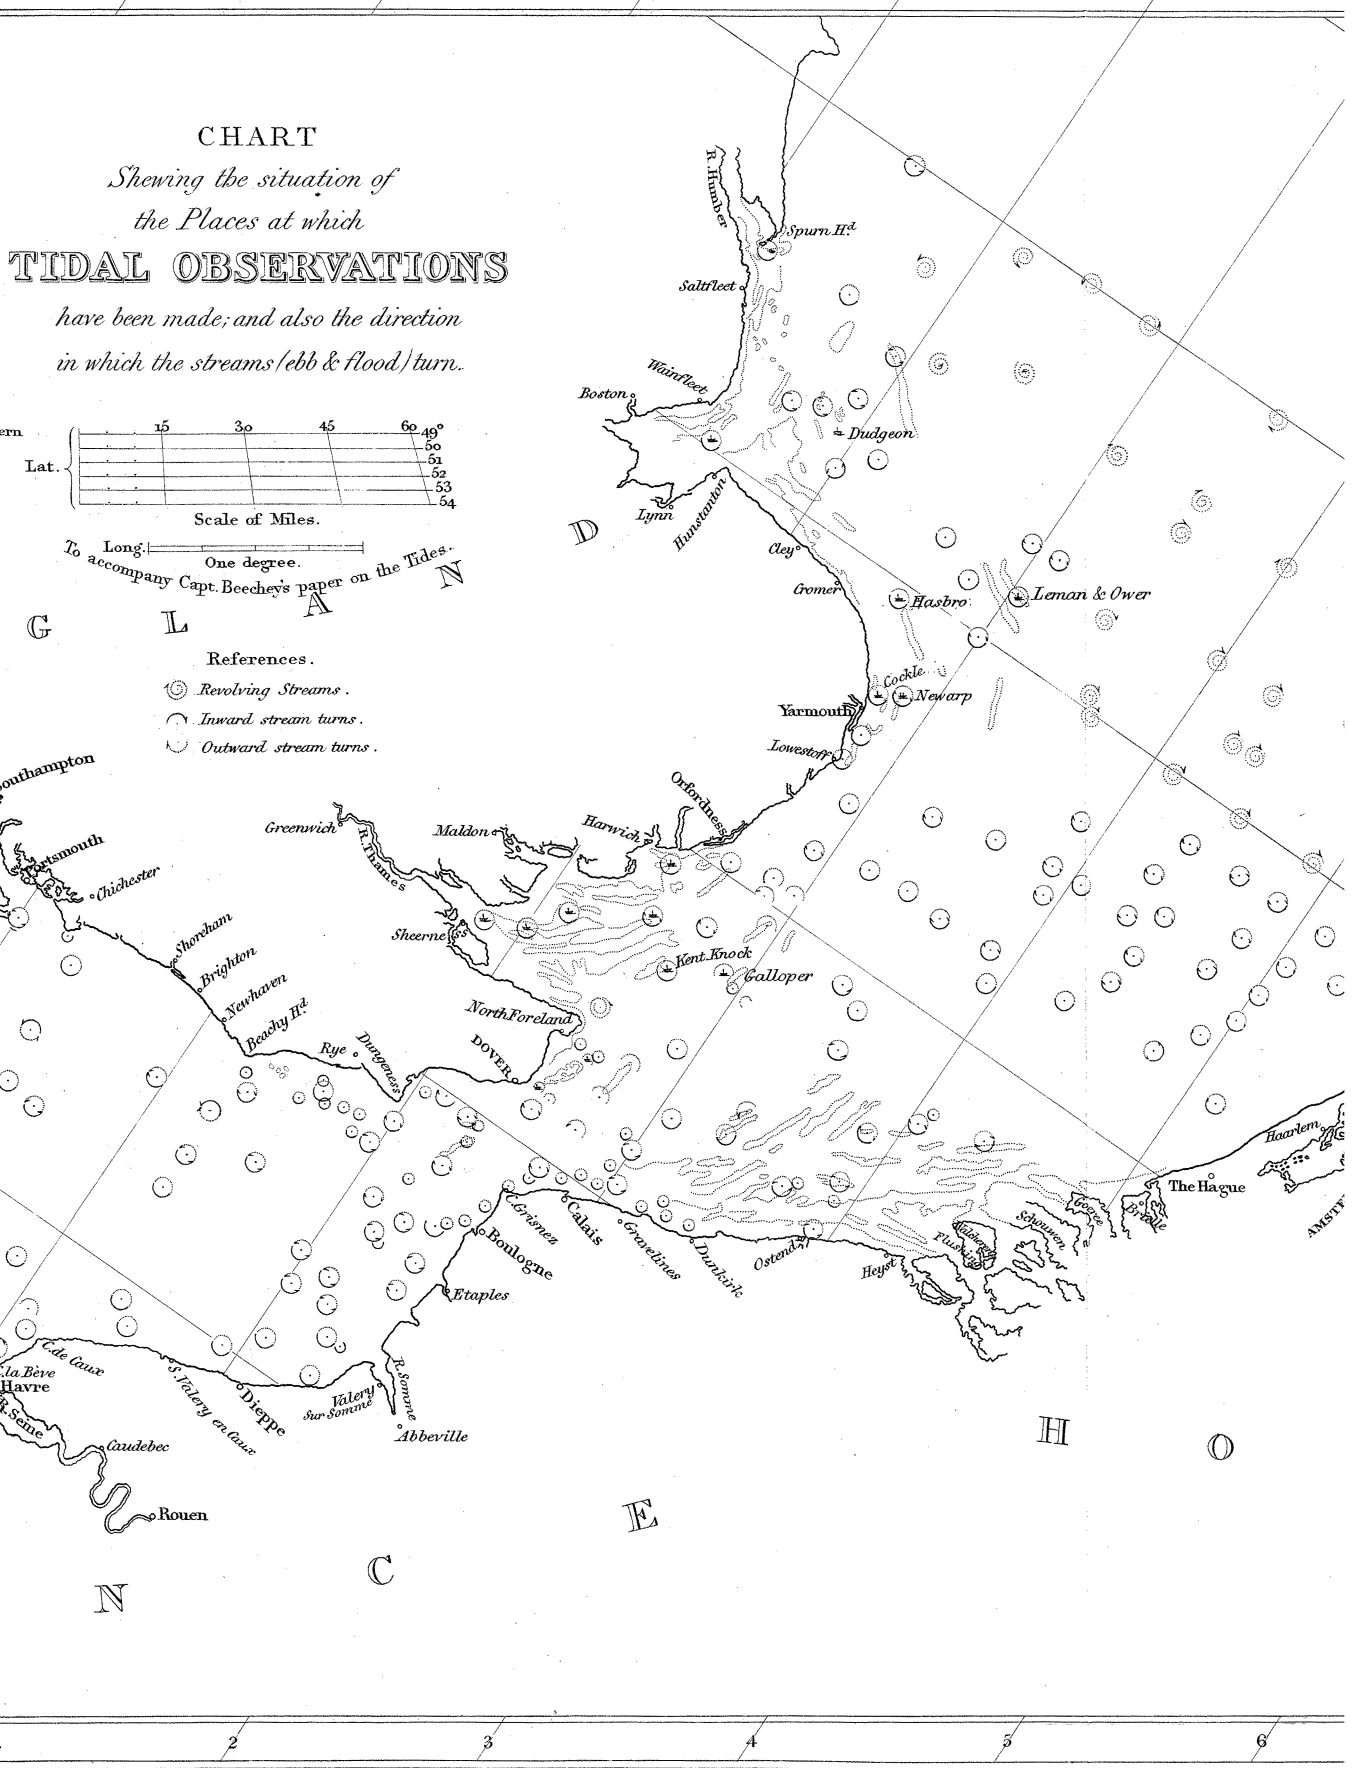 CHART
Shewing the situation of
the Places at which
TIDAL OBSERVATIONS
have been made; and also the direction
in which the streams (ebb & flood) turn.
15 30 45 60
49°
50
51
52
53
54
ern
Lat.
Scale of Miles.
Long.
One degree.
To accompany Capt. Beechey's paper on the Tides.
G L A N D
References.
Revolving Streams.
Inward stream turns.
Outward stream turns.
R. Humber
Spurn Hd.
Saltfleet
Wainfleet
Boston
Dudgeon
Lynn
Hunstanton
Cley
Cromer
Hasbro
Leman & Ower
Cockle
Newarp
Yarmouth
Lowestoff
Orfordness
Harwich
Maldon
Greenwich
R. Thames
Sheerness
Kent Knock
Galloper
North Foreland
DOVER
Dungeness
Rye
Beachy Hd.
Newhaven
Brighton
Shoreham
Chichester
Portsmouth
outhampton
Haarlem
AMST
The Hague
Brielle
Goree
Schouwen
Walcheren
Flushing
Heyst
Ostend
Dunkirk
Gravelines
Calais
C. Grisnez
Boulogne
Etaples
R. Somme
Valery
Sur Somme
Abbeville
Dieppe
S. Valery en Caux
C. de Caux
C. la Bève
Havre
R. Seine
Caudebec
Rouen
H O
N C E
2 3 4 5 6